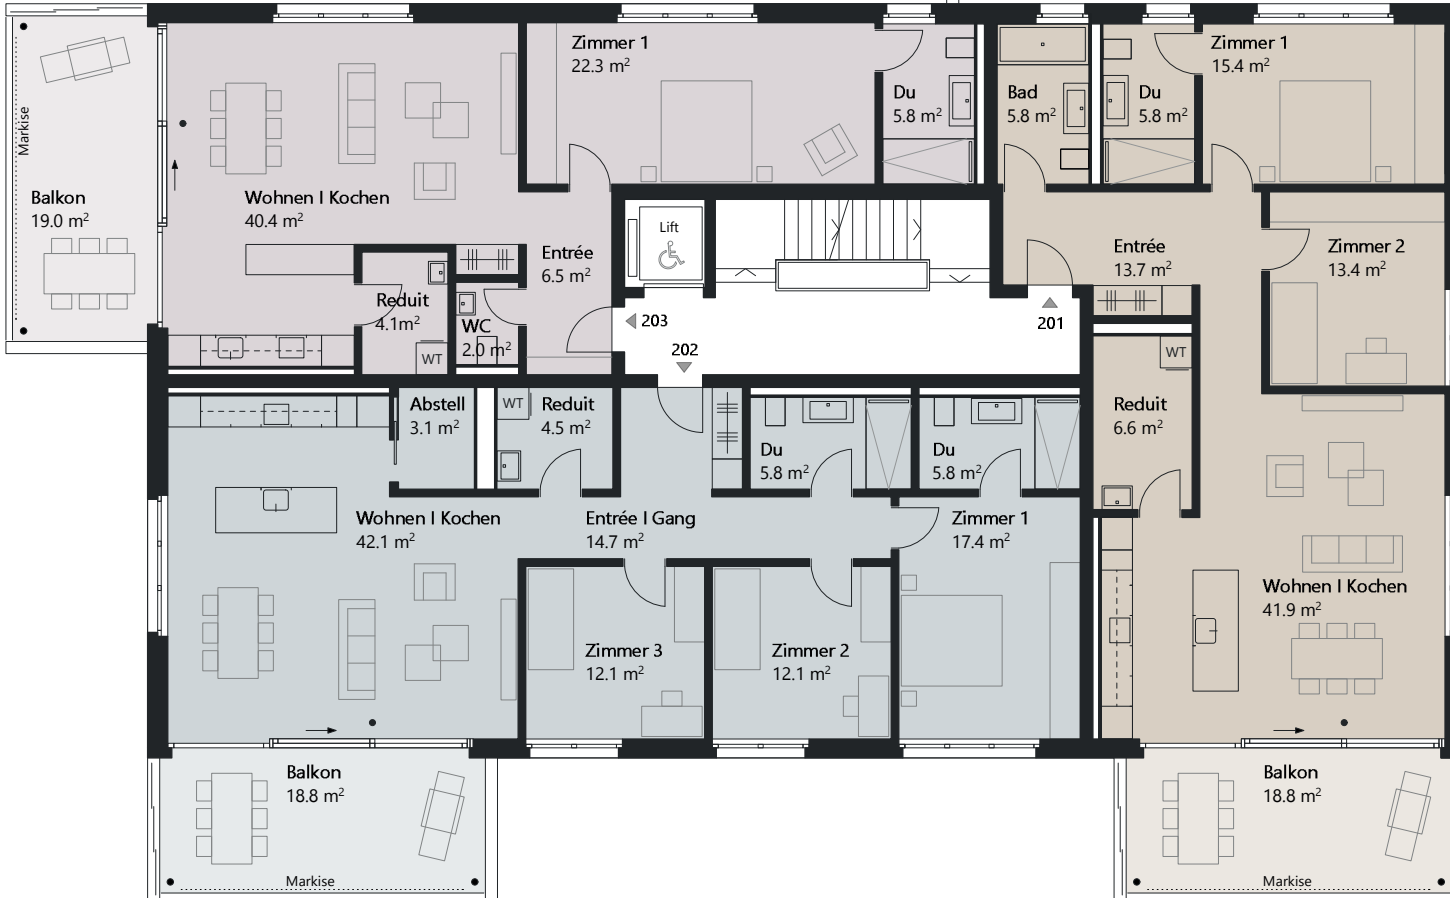 Markise
Balkon
19.0 m²
Wohnen I Kochen
40.4 m²
Zimmer 1
22.3 m²
Du
5.8 m²
Bad
5.8 m²
Du
5.8 m²
Zimmer 1
15.4 m²
Entrée
6.5 m²
Lift
Reduit
4.1m²
WT
WC
2.0 m²
203
202
201
Entrée
13.7 m²
Zimmer 2
13.4 m²
WT
Reduit
6.6 m²
Abstell
3.1 m²
WT
Reduit
4.5 m²
Du
5.8 m²
Du
5.8 m²
Wohnen I Kochen
42.1 m²
Entrée I Gang
14.7 m²
Zimmer 1
17.4 m²
Zimmer 3
12.1 m²
Zimmer 2
12.1 m²
Wohnen I Kochen
41.9 m²
Balkon
18.8 m²
Markise
Balkon
18.8 m²
Markise